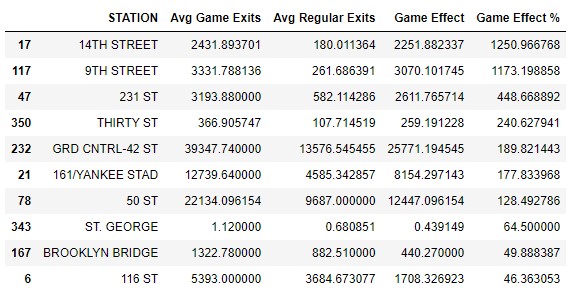 STATION Avg Game Exits Avg Regular Exits Game Effect Game Effect %
17 14TH STREET 2431.893701 180.011364 2251.882337 1250.966768
117 9TH STREET 3331.788136 261.686391 3070.101745 1173.198858
47 231 ST 3193.880000 582.114286 2611.765714 448.668892
350 THIRTY ST 366.905747 107.714519 259.191228 240.627941
232 GRD CNTRL-42 ST 39347.740000 13576.545455 25771.194545 189.821443
21 161/YANKEE STAD 12739.640000 4585.342857 8154.297143 177.833968
78 50 ST 22134.096154 9687.000000 12447.096154 128.492786
343 ST. GEORGE 1.120000 0.680851 0.439149 64.500000
167 BROOKLYN BRIDGE 1322.780000 882.510000 440.270000 49.888387
6 116 ST 5393.000000 3684.673077 1708.326923 46.363053